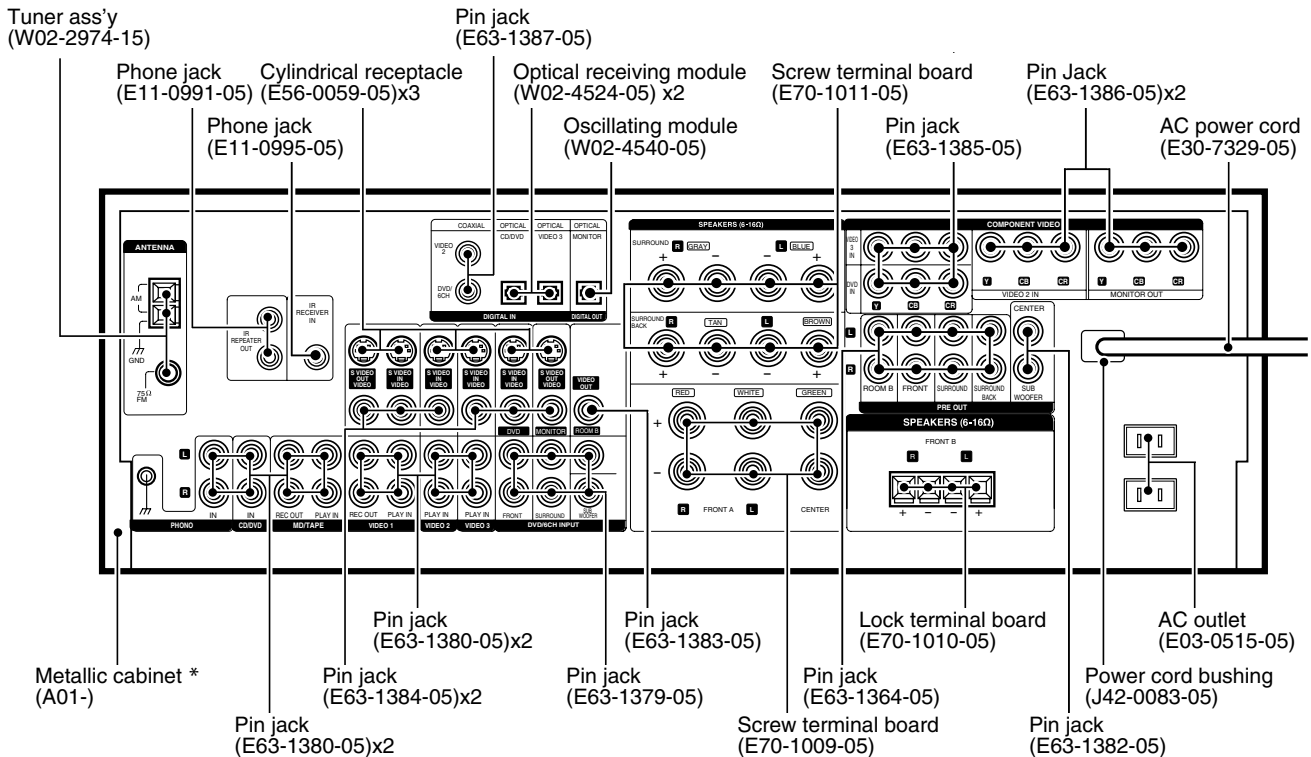 Tuner ass'y
(W02-2974-15)
Pin jack
(E63-1387-05)
Phone jack
(E11-0991-05)
Cylindrical receptacle
(E56-0059-05)x3
Optical receiving module
(W02-4524-05) x2
Screw terminal board
(E70-1011-05)
Pin Jack
(E63-1386-05)x2
Phone jack
(E11-0995-05)
Oscillating module
(W02-4540-05)
Pin jack
(E63-1385-05)
AC power cord
(E30-7329-05)
ANTENNA
AM
GND
75Ω
FM
IR
REPEATER
OUT
IR
RECEIVER
IN
COAXIAL
OPTICAL
OPTICAL
OPTICAL
VIDEO
2
CD/DVD
VIDEO 3
MONITOR
DVD/
6CH
DIGITAL IN
DIGITAL OUT
SPEAKERS (6-16Ω)
SURROUND
R
GRAY
L
BLUE
+
−
−
+
SURROUND
BACK
R
TAN
L
BROWN
+
−
−
+
RED
WHITE
GREEN
+
−
R
FRONT A
L
CENTER
COMPONENT VIDEO
VIDEO
3
IN
DVD
IN
Y
CB
CR
Y
CB
CR
Y
CB
CR
VIDEO 2 IN
MONITOR OUT
CENTER
L
R
ROOM B
FRONT
SURROUND
SURROUND
BACK
SUB
WOOFER
PRE OUT
SPEAKERS (6-16Ω)
FRONT B
R
L
+
−
−
+
S VIDEO
OUT
VIDEO
S VIDEO
IN
VIDEO
S VIDEO
IN
VIDEO
S VIDEO
IN
VIDEO
S VIDEO
IN
VIDEO
S VIDEO
OUT
VIDEO
VIDEO
OUT
DVD
MONITOR
ROOM B
L
R
IN
IN
REC OUT
PLAY IN
REC OUT
PLAY IN
PLAY IN
PLAY IN
FRONT
SURROUND
SUB
WOOFER
PHONO
CD/DVD
MD/TAPE
VIDEO 1
VIDEO 2
VIDEO 3
DVD/6CH INPUT
Pin jack
(E63-1380-05)x2
Pin jack
(E63-1383-05)
Lock terminal board
(E70-1010-05)
AC outlet
(E03-0515-05)
Metallic cabinet *
(A01-)
Pin jack
(E63-1384-05)x2
Pin jack
(E63-1379-05)
Pin jack
(E63-1364-05)
Power cord bushing
(J42-0083-05)
Pin jack
(E63-1380-05)x2
Screw terminal board
(E70-1009-05)
Pin jack
(E63-1382-05)